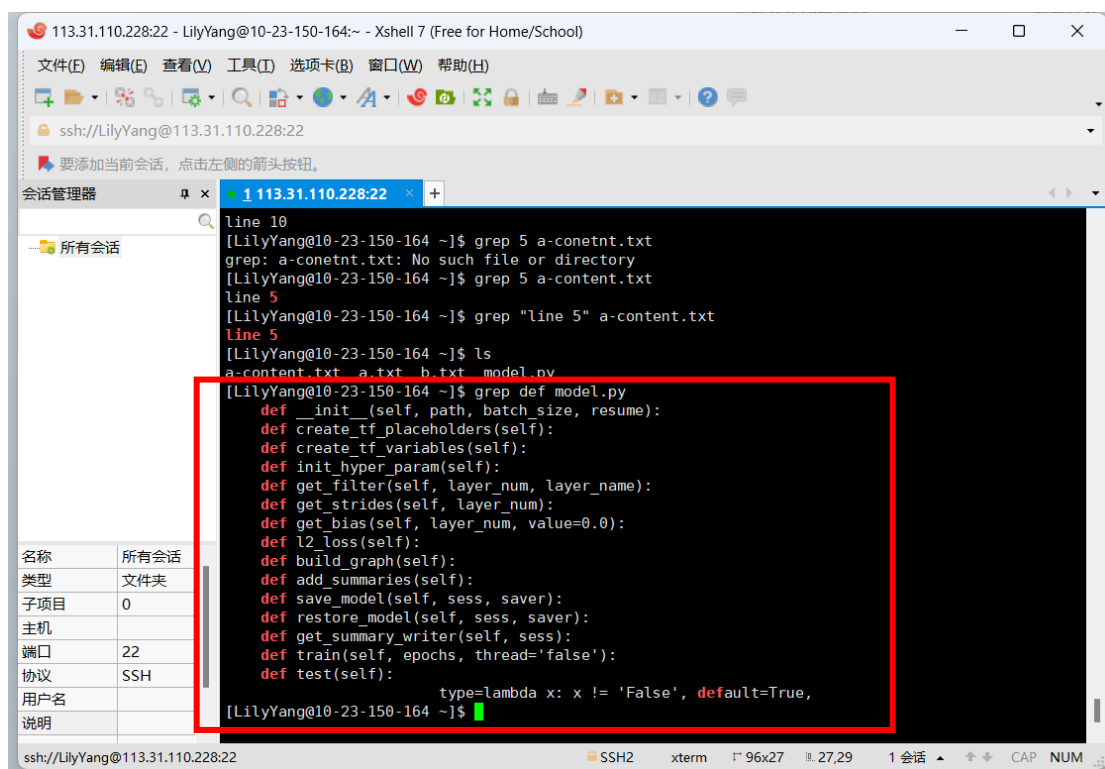 113.31.110.228:22 - LilyYang@10-23-150-164:~ - Xshell 7 (Free for Home/School)
文件(F) 编辑(E) 查看(V) 工具(T) 选项卡(B) 窗口(W) 帮助(H)
ssh://LilyYang@113.31.110.228:22
要添加当前会话，点击左侧的箭头按钮。
会话管理器
1 113.31.110.228:22
所有会话
line 10
[LilyYang@10-23-150-164 ~]$ grep 5 a-conetnt.txt
grep: a-conetnt.txt: No such file or directory
[LilyYang@10-23-150-164 ~]$ grep 5 a-content.txt
line 5
[LilyYang@10-23-150-164 ~]$ grep "line 5" a-content.txt
line 5
[LilyYang@10-23-150-164 ~]$ ls
a-content.txt a.txt b.txt model.py
[LilyYang@10-23-150-164 ~]$ grep def model.py
def __init__(self, path, batch_size, resume):
def create_tf_placeholders(self):
def create_tf_variables(self):
def init_hyper_param(self):
def get_filter(self, layer_num, layer_name):
def get_strides(self, layer_num):
def get_bias(self, layer_num, value=0.0):
def l2_loss(self):
def build_graph(self):
def add_summaries(self):
def save_model(self, sess, saver):
def restore_model(self, sess, saver):
def get_summary_writer(self, sess):
def train(self, epochs, thread='false'):
def test(self):
type=lambda x: x != 'False', default=True,
[LilyYang@10-23-150-164 ~]$
名称 所有会话
类型 文件夹
子项目 0
主机
端口 22
协议 SSH
用户名
说明
ssh://LilyYang@113.31.110.228:22 SSH2 xterm 96x27 27,29 1 会话 CAP NUM